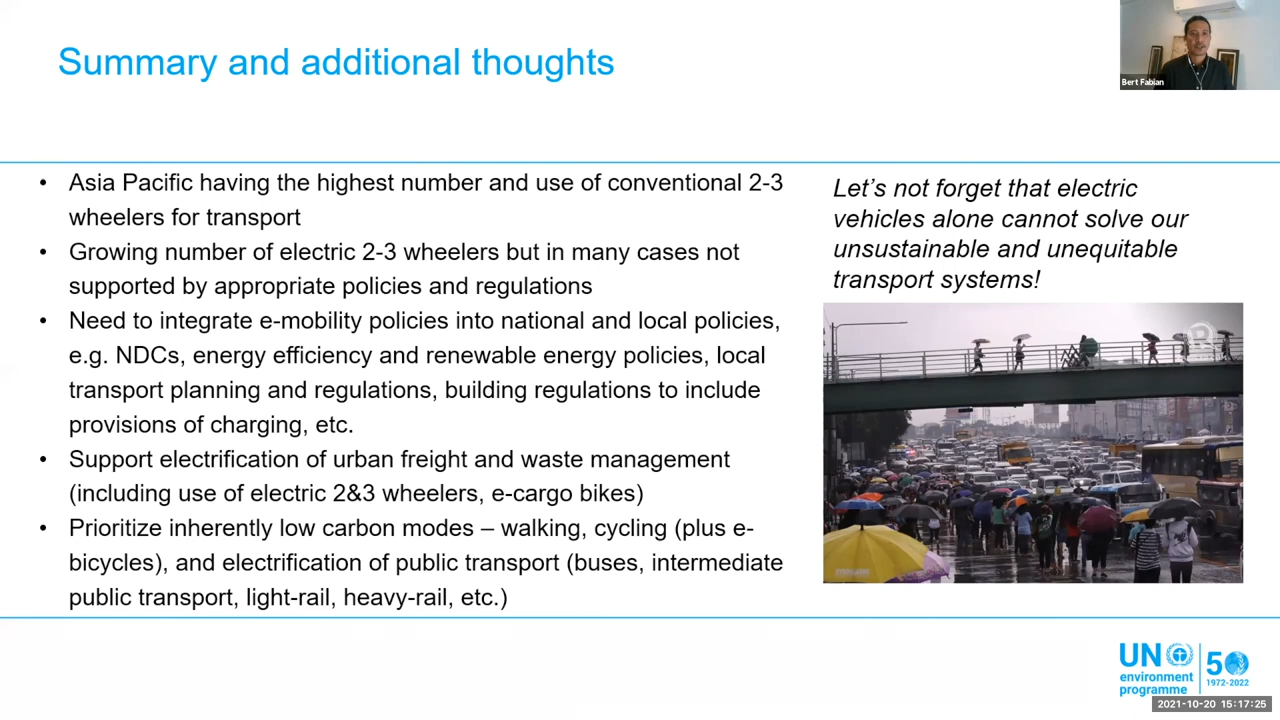 Summary and additional thoughts
Bert Fabian
• Asia Pacific having the highest number and use of conventional 2-3
wheelers for transport
• Growing number of electric 2-3 wheelers but in many cases not
supported by appropriate policies and regulations
• Need to integrate e-mobility policies into national and local policies,
e.g. NDCs, energy efficiency and renewable energy policies, local
transport planning and regulations, building regulations to include
provisions of charging, etc.
• Support electrification of urban freight and waste management
(including use of electric 2&3 wheelers, e-cargo bikes)
• Prioritize inherently low carbon modes – walking, cycling (plus e-
bicycles), and electrification of public transport (buses, intermediate
public transport, light-rail, heavy-rail, etc.)
Let’s not forget that electric
vehicles alone cannot solve our
unsustainable and unequitable
transport systems!
R
UN
environment
programme
50
1972-2022
2021-10-20 15:17:25